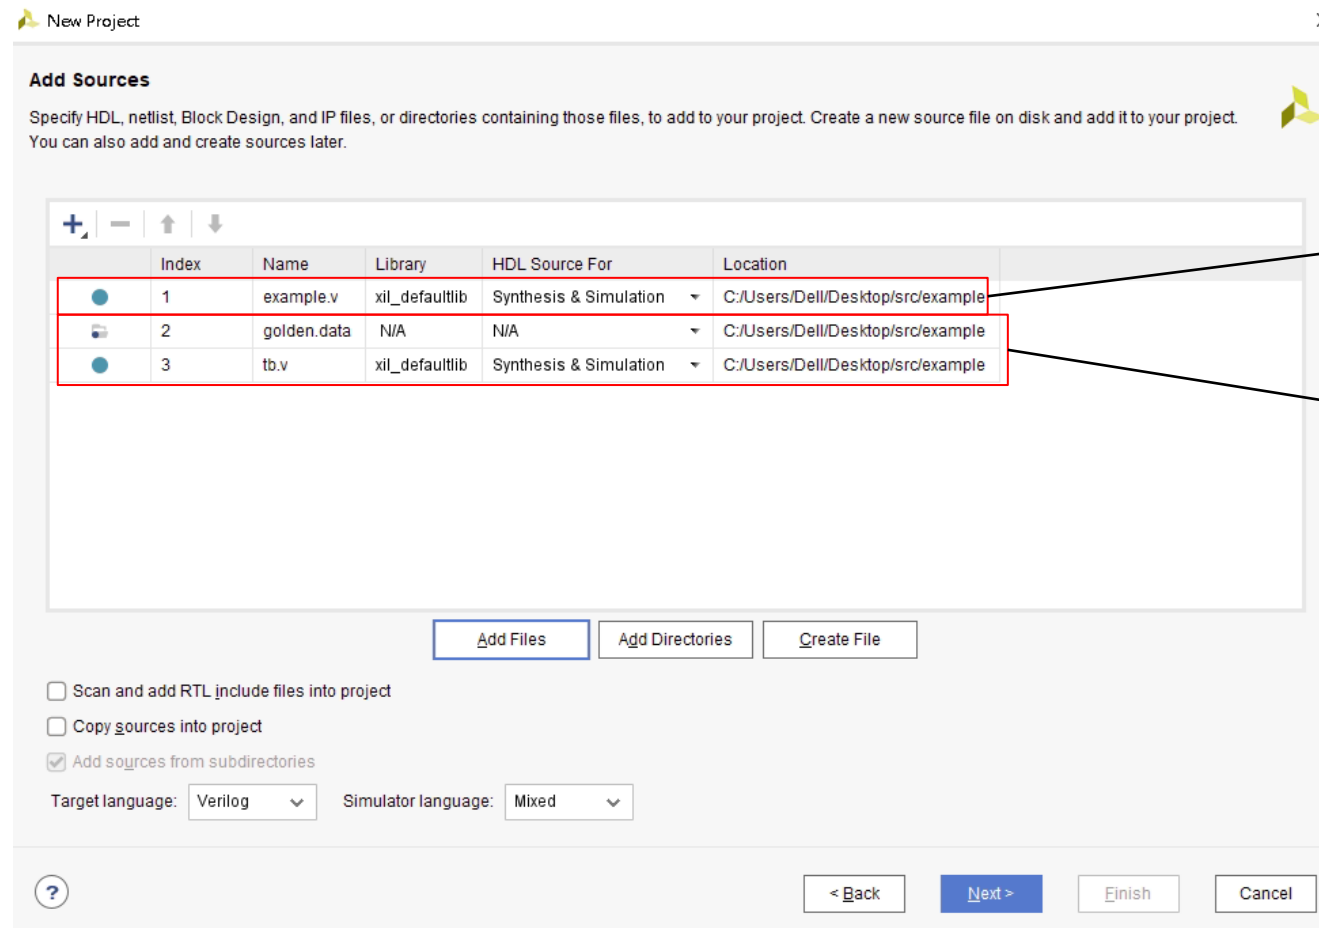 New Project
Add Sources
Specify HDL, netlist, Block Design, and IP files, or directories containing those files, to add to your project. Create a new source file on disk and add it to your project.
You can also add and create sources later.
Index Name Library HDL Source For Location
1 example.v xil_defaultlib Synthesis & Simulation C:/Users/Dell/Desktop/src/example
2 golden.data N/A N/A C:/Users/Dell/Desktop/src/example
3 tb.v xil_defaultlib Synthesis & Simulation C:/Users/Dell/Desktop/src/example
Add Files Add Directories Create File
Scan and add RTL include files into project
Copy sources into project
Add sources from subdirectories
Target language: Verilog Simulator language: Mixed
? < Back Next > Finish Cancel